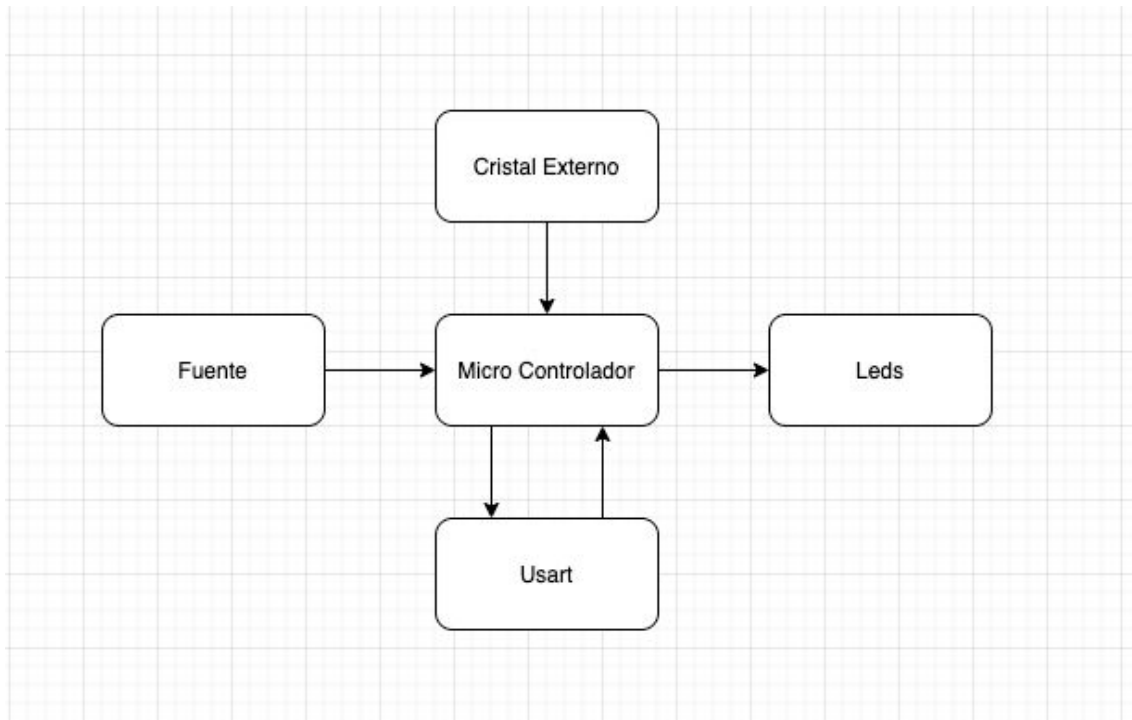 Cristal Externo
Fuente
Micro Controlador
Leds
Usart